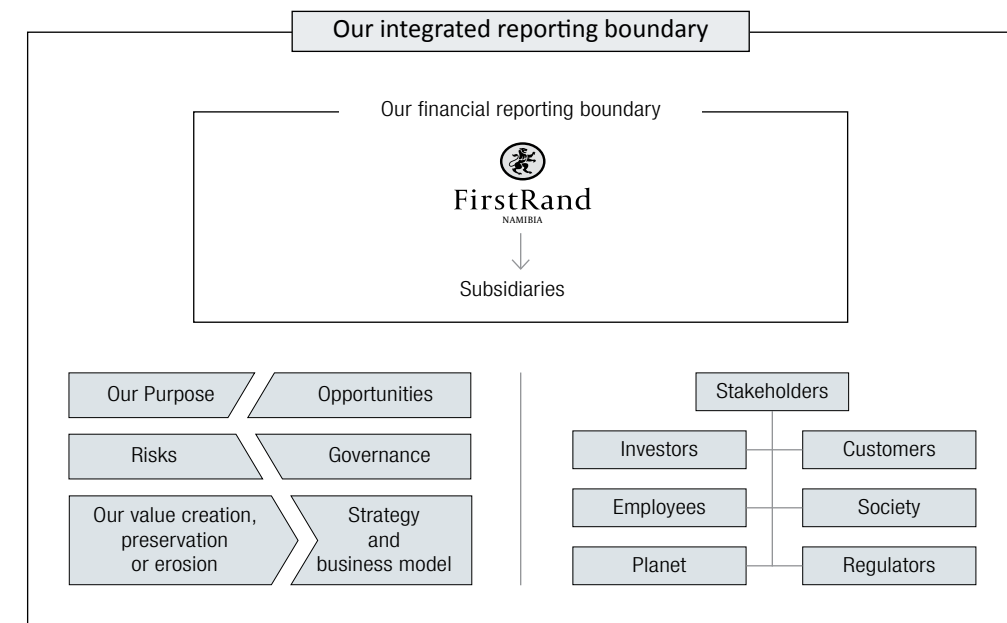 Our integrated reporting boundary
Our financial reporting boundary
FirstRand
NAMIBIA
Subsidiaries
Our Purpose
Opportunities
Risks
Governance
Our value creation,
preservation
or erosion
Strategy
and
business model
Stakeholders
Investors
Customers
Employees
Society
Planet
Regulators